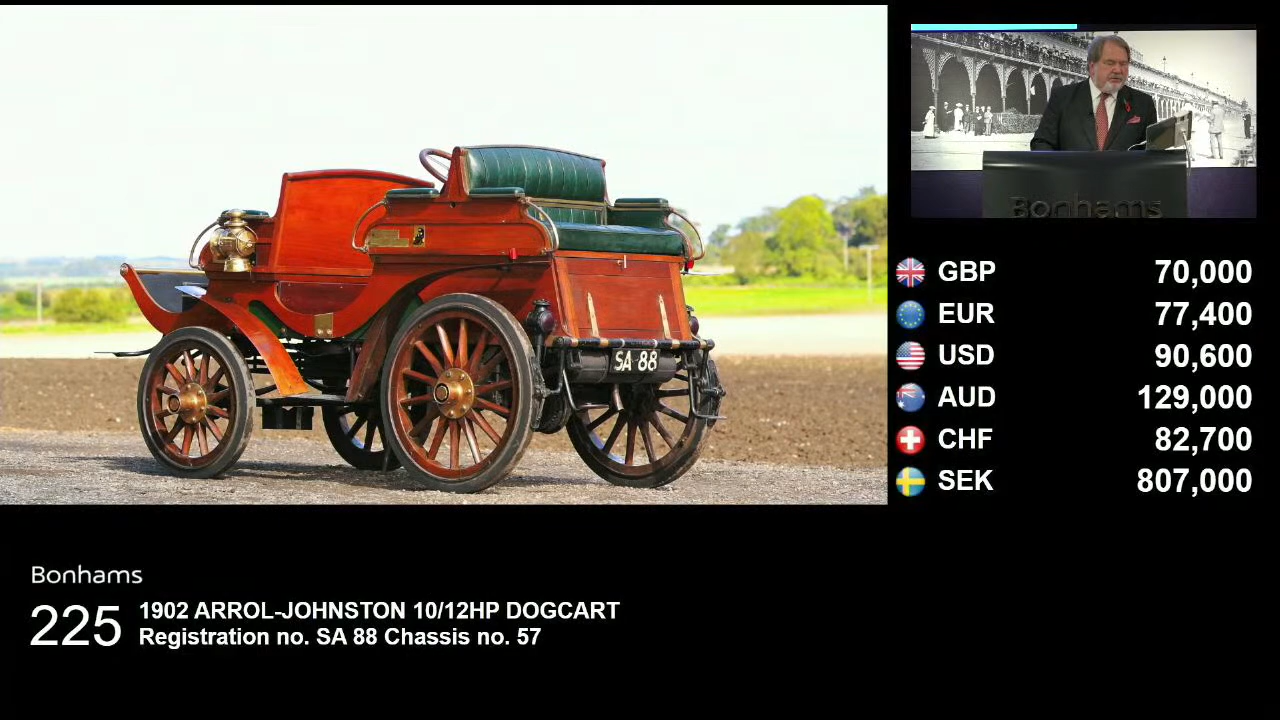 Bonhams
GBP 70,000
EUR 77,400
USD 90,600
AUD 129,000
CHF 82,700
SEK 807,000
SA 88
Bonhams
225
1902 ARROL-JOHNSTON 10/12HP DOGCART
Registration no. SA 88 Chassis no. 57